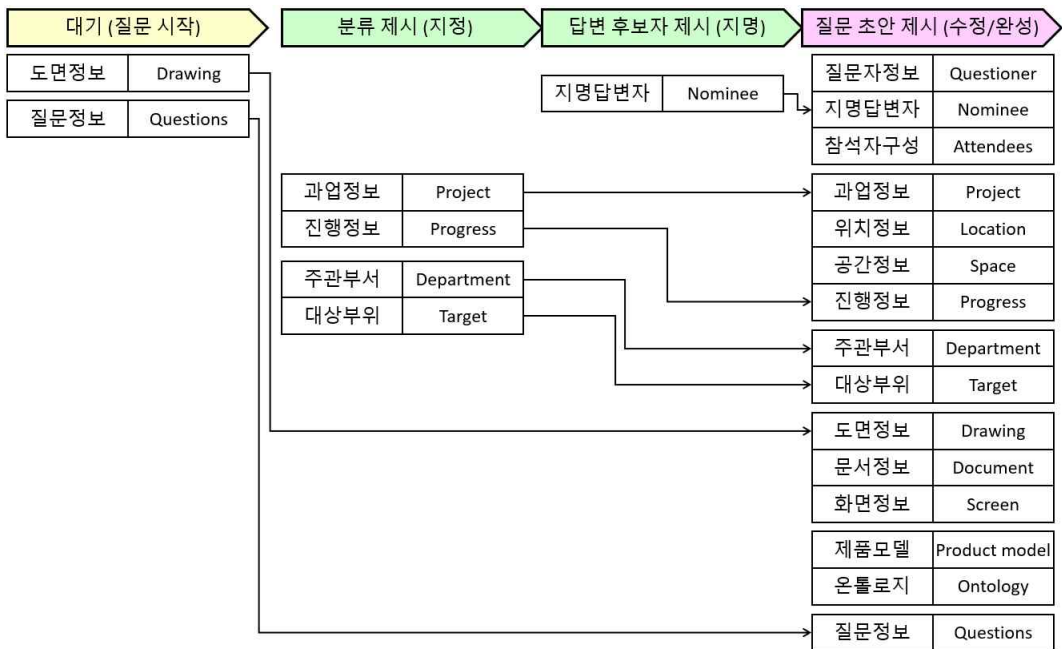 대기 (질문 시작)
분류 제시 (지정)
답변 후보자 제시 (지명)
질문 초안 제시 (수정/완성)
도면정보 Drawing
질문정보 Questions
과업정보 Project
진행정보 Progress
주관부서 Department
대상부위 Target
지명답변자 Nominee
질문자정보 Questioner
지명답변자 Nominee
참석자구성 Attendees
과업정보 Project
위치정보 Location
공간정보 Space
진행정보 Progress
주관부서 Department
대상부위 Target
도면정보 Drawing
문서정보 Document
화면정보 Screen
제품모델 Product model
온톨로지 Ontology
질문정보 Questions